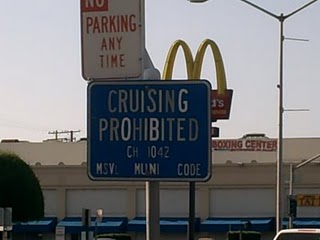 NO
PARKING
ANY
TIME
CRUISING
PROHIBITED
CH 1042
MSVL MUNI CODE
d's
BOXING CENTER